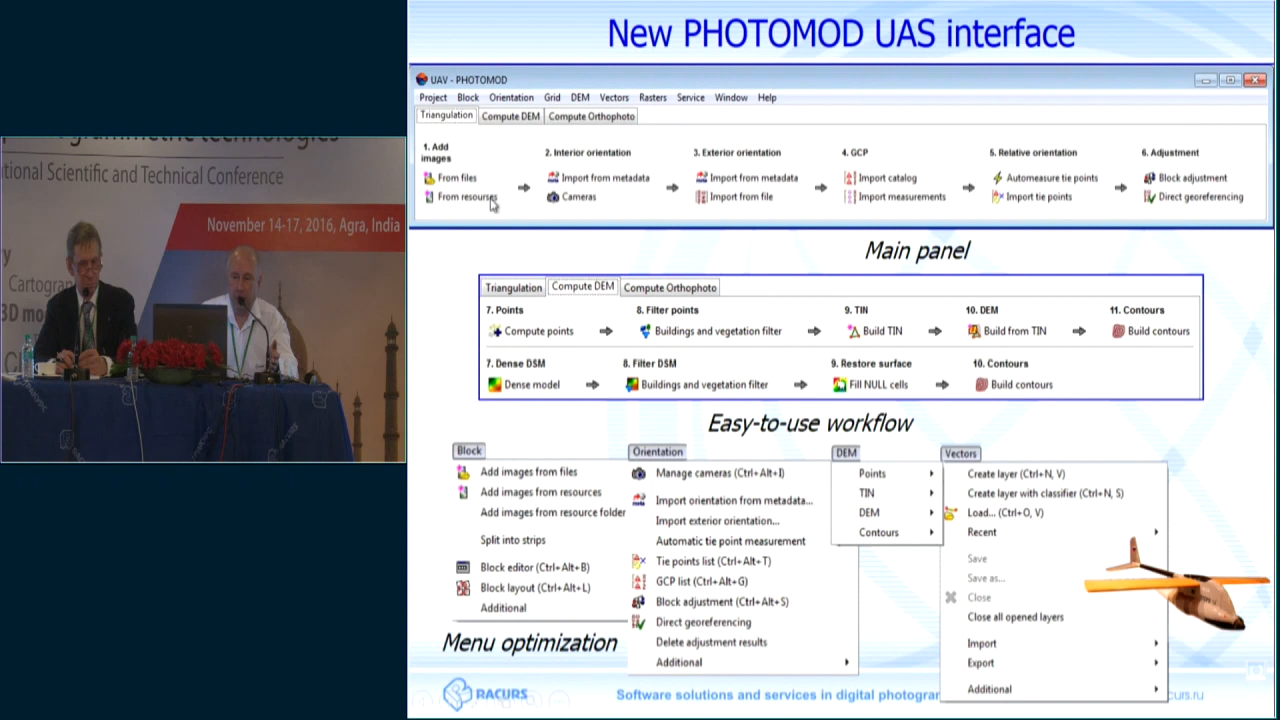 New PHOTOMOD UAS interface
UAV - PHOTOMOD
Project Block Orientation Grid DEM Vectors Rasters Service Window Help
Triangulation Compute DEM Compute Orthophoto
1. Add images
From files
From resourses
2. Interior orientation
Import from metadata
Cameras
3. Exterior orientation
Import from metadata
Import from file
4. GCP
Import catalog
Import measurements
5. Relative orientation
Automeasure tie points
Import tie points
6. Adjustment
Block adjustment
Direct georeferencing
Main panel
Triangulation Compute DEM Compute Orthophoto
7. Points 8. Filter points 9. TIN 10. DEM 11. Contours
Compute points Buildings and vegetation filter Build TIN Build from TIN Build contours
7. Dense DSM 8. Filter DSM 9. Restore surface 10. Contours
Dense model Buildings and vegetation filter Fill NULL cells Build contours
Easy-to-use workflow
Block
Add images from files
Add images from resources
Add images from resource folder
Split into strips
Block editor (Ctrl+Alt+B)
Block layout (Ctrl+Alt+L)
Additional
Menu optimization
Orientation
Manage cameras (Ctrl+Alt+I)
Import orientation from metadata...
Import exterior orientation...
Automatic tie point measurement
Tie points list (Ctrl+Alt+T)
GCP list (Ctrl+Alt+G)
Block adjustment (Ctrl+Alt+S)
Direct georeferencing
Delete adjustment results
Additional
DEM
Points
TIN
DEM
Contours
Vectors
Create layer (Ctrl+N, V)
Create layer with classifier (Ctrl+N, S)
Load... (Ctrl+O, V)
Recent
Save
Save as...
Close
Close all opened layers
Import
Export
Additional
RACURS
Software solutions and services in digital photogra
curs.ru
technologies
tional Scientific and Technical Conference
November 14-17, 2016, Agra, India
Cartogra
3D mo